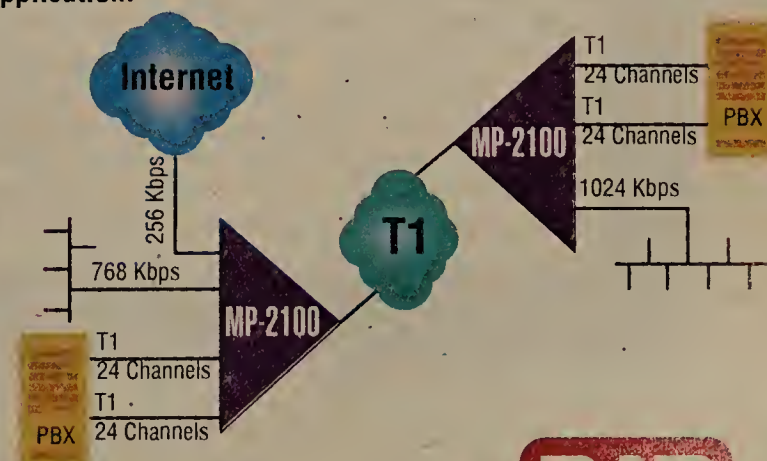 Internet
256 Kbps
768 Kbps
MP-2100
T1
24 Channels
T1
24 Channels
PBX
T1
MP-2100
T1
24 Channels
T1
24 Channels
PBX
1024 Kbps